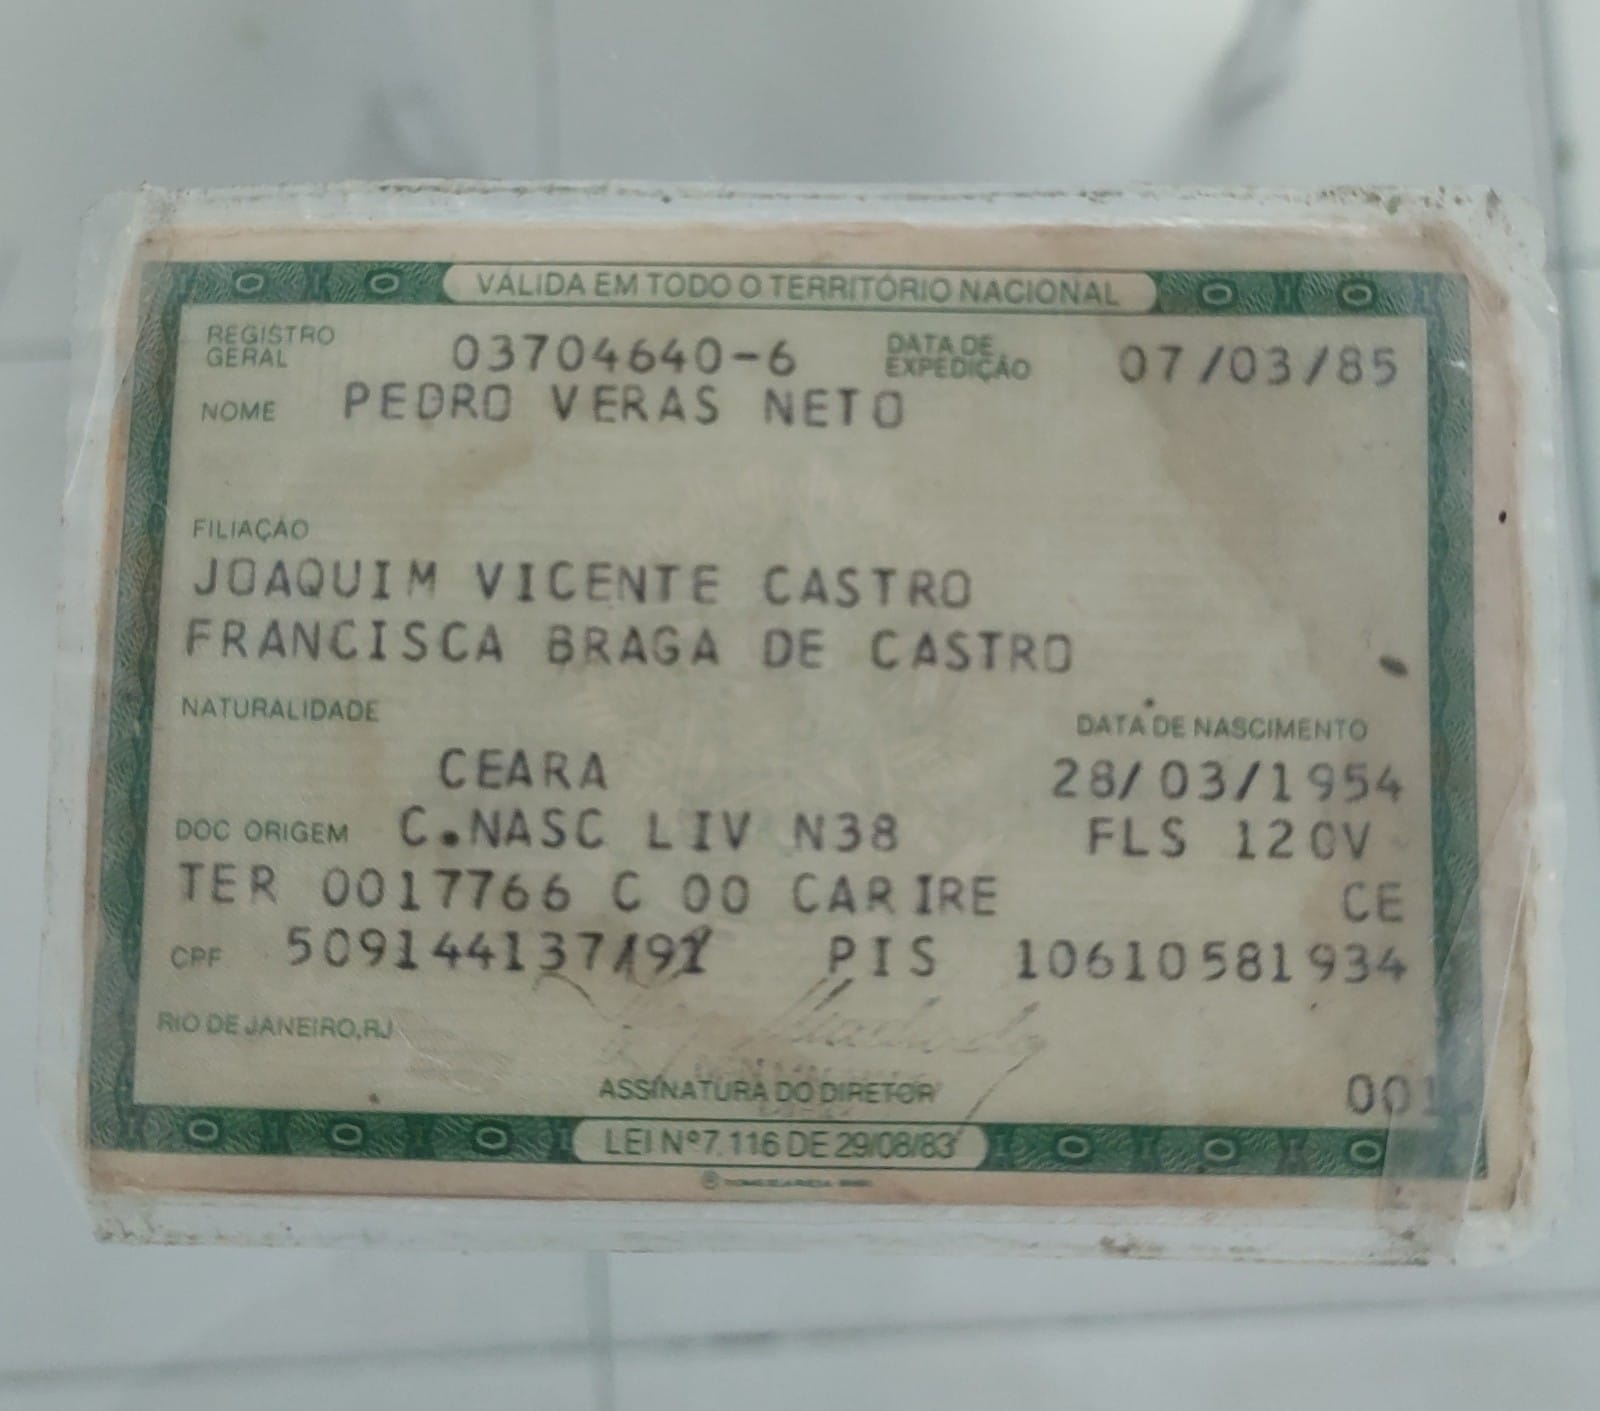 VÁLIDA EM TODO O TERRITÓRIO NACIONAL
REGISTRO GERAL 03704640-6 DATA DE EXPEDIÇÃO 07/03/85
NOME PEDRO VERAS NETO
FILIAÇÃO
JOAQUIM VICENTE CASTRO
FRANCISCA BRAGA DE CASTRO
NATURALIDADE DATA DE NASCIMENTO
CEARA 28/03/1954
DOC ORIGEM C.NASC LIV N38 FLS 120V
TER 0017766 C 00 CARIRE CE
CPF 509144137/91 PIS 10610581934
RIO DE JANEIRO,RJ
ASSINATURA DO DIRETOR 001
LEI Nº 7.116 DE 29/08/83